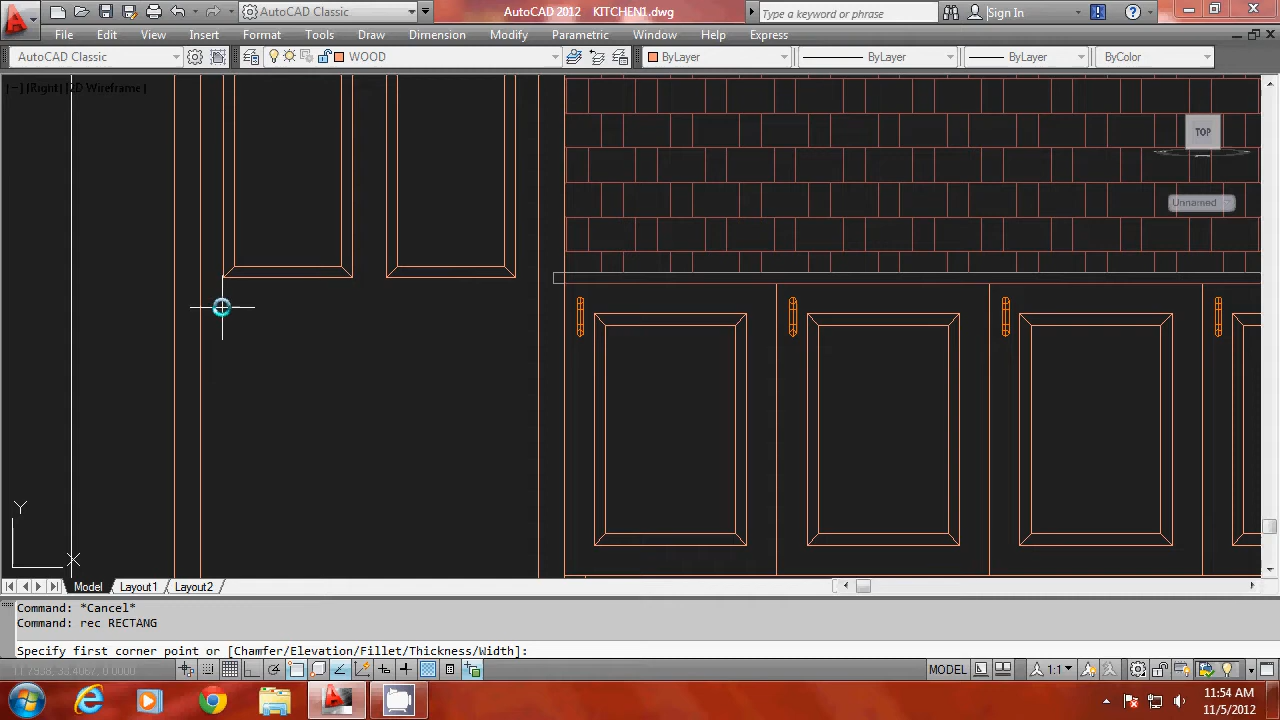 AutoCAD Classic
AutoCAD 2012 KITCHEN1.dwg
Type a keyword or phrase
Sign In
File Edit View Insert Format Tools Draw Dimension Modify Parametric Window Help Express
AutoCAD Classic
WOOD
ByLayer
ByLayer
ByLayer
ByColor
[−] [Right] [2D Wireframe]
TOP
Unnamed
Y
X
Model Layout1 Layout2
Command: *Cancel*
Command: rec RECTANG
Specify first corner point or [Chamfer/Elevation/Fillet/Thickness/Width]:
MODEL
1:1
11:54 AM
11/5/2012